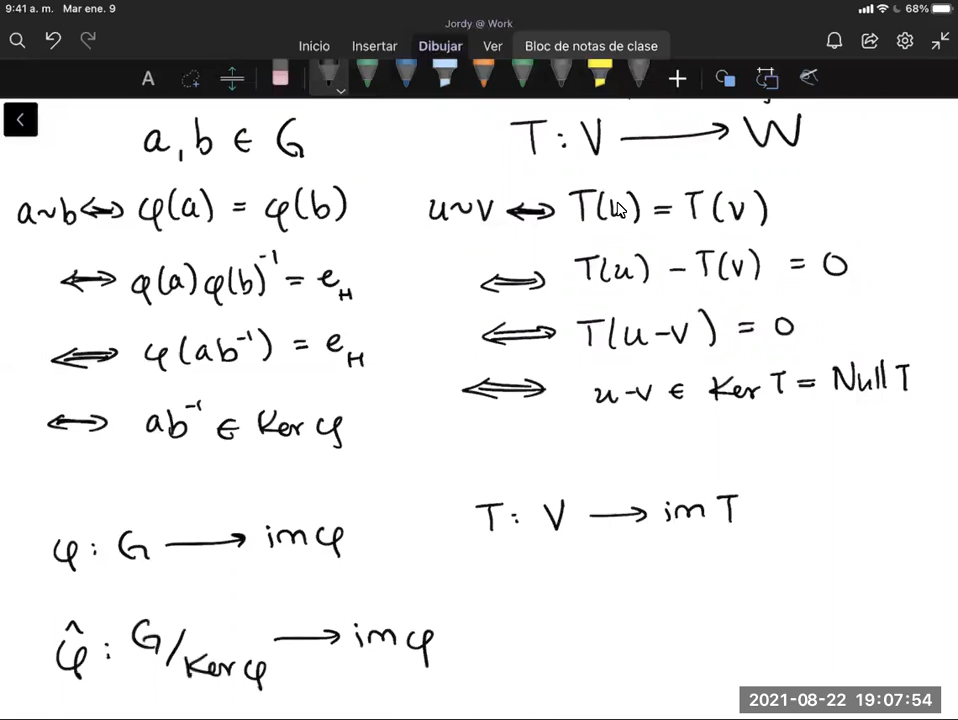 9:41 a. m. Mar ene. 9
68%
Jordy @ Work
Inicio Insertar Dibujar Ver Bloc de notas de clase
A
a, b ∈ G
T : V ⟶ W
a∼b ⟺ φ(a) = φ(b)
u∼v ⟺ T(u) = T(v)
⟺ φ(a)φ(b)⁻¹ = e_H
⟺ T(u) − T(v) = 0
⟺ φ(ab⁻¹) = e_H
⟺ T(u−v) = 0
⟺ ab⁻¹ ∈ Ker φ
⟺ u−v ∈ Ker T = Null T
φ : G ⟶ im φ
T : V ⟶ im T
φ̂ : G/Ker φ ⟶ im φ
2021-08-22 19:07:54